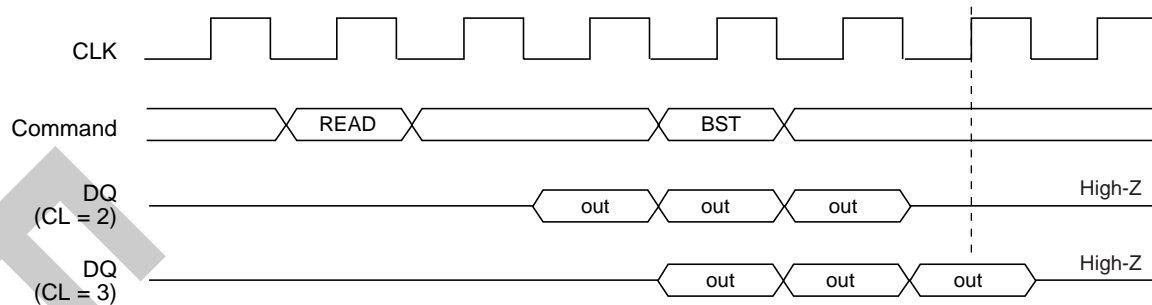 CLK
Command READ BST
DQ
(CL = 2) out out out High-Z
DQ
(CL = 3) out out out High-Z